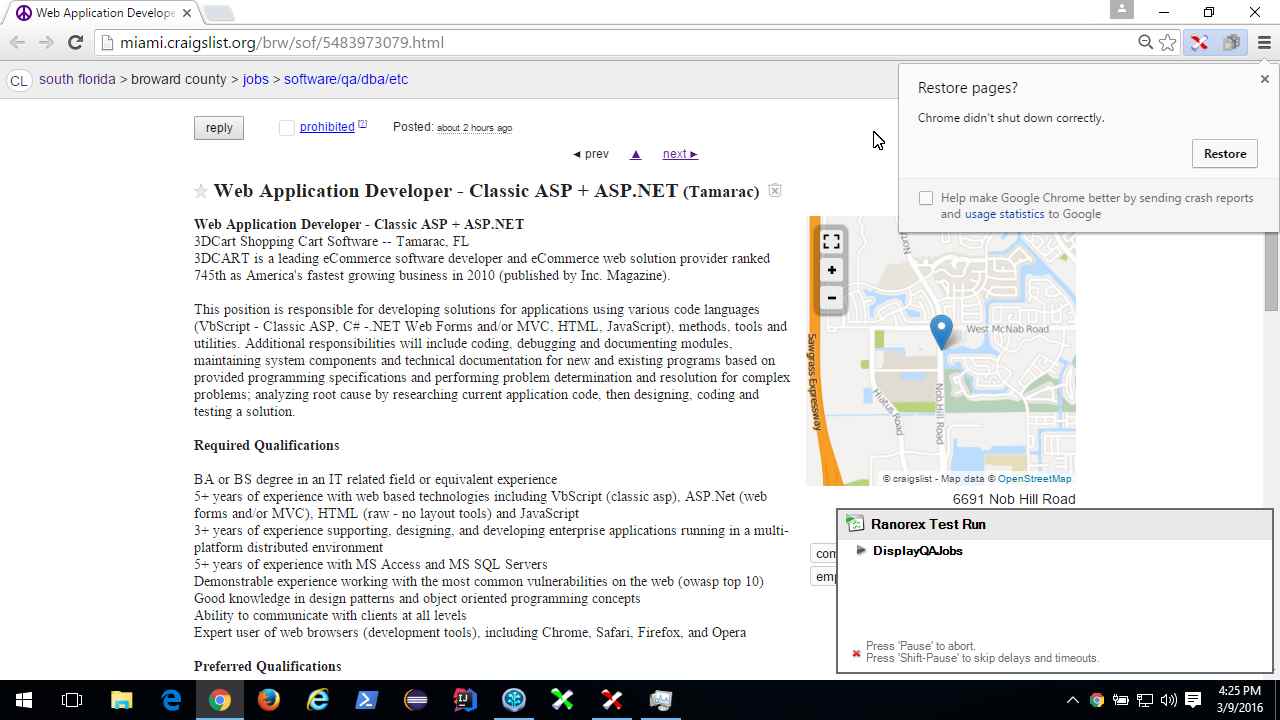 Web Application Develope
miami.craigslist.org/brw/sof/5483973079.html
CL south florida > broward county > jobs > software/qa/dba/etc
Restore pages?
Chrome didn't shut down correctly.
Restore
Help make Google Chrome better by sending crash reports
and usage statistics to Google
reply prohibited [?] Posted: about 2 hours ago
◄ prev ▲ next ►
Web Application Developer - Classic ASP + ASP.NET (Tamarac)
Web Application Developer - Classic ASP + ASP.NET
3DCart Shopping Cart Software -- Tamarac, FL
3DCART is a leading eCommerce software developer and eCommerce web solution provider ranked
745th as America's fastest growing business in 2010 (published by Inc. Magazine).
This position is responsible for developing solutions for applications using various code languages
(VbScript - Classic ASP, C# -.NET Web Forms and/or MVC, HTML, JavaScript), methods, tools and
utilities. Additional responsibilities will include coding, debugging and documenting modules,
maintaining system components and technical documentation for new and existing programs based on
provided programming specifications and performing problem determination and resolution for complex
problems; analyzing root cause by researching current application code, then designing, coding and
testing a solution.
Required Qualifications
BA or BS degree in an IT related field or equivalent experience
5+ years of experience with web based technologies including VbScript (classic asp), ASP.Net (web
forms and/or MVC), HTML (raw - no layout tools) and JavaScript
3+ years of experience supporting, designing, and developing enterprise applications running in a multi-
platform distributed environment
5+ years of experience with MS Access and MS SQL Servers
Demonstrable experience working with the most common vulnerabilities on the web (owasp top 10)
Good knowledge in design patterns and object oriented programming concepts
Ability to communicate with clients at all levels
Expert user of web browsers (development tools), including Chrome, Safari, Firefox, and Opera
Preferred Qualifications
+
−
West McNab Road
Sawgrass Expressway
Hiatus Road
Nob Hill Road
© craigslist - Map data © OpenStreetMap
6691 Nob Hill Road
com
emp
Ranorex Test Run
DisplayQAJobs
Press 'Pause' to abort.
Press 'Shift-Pause' to skip delays and timeouts.
4:25 PM
3/9/2016